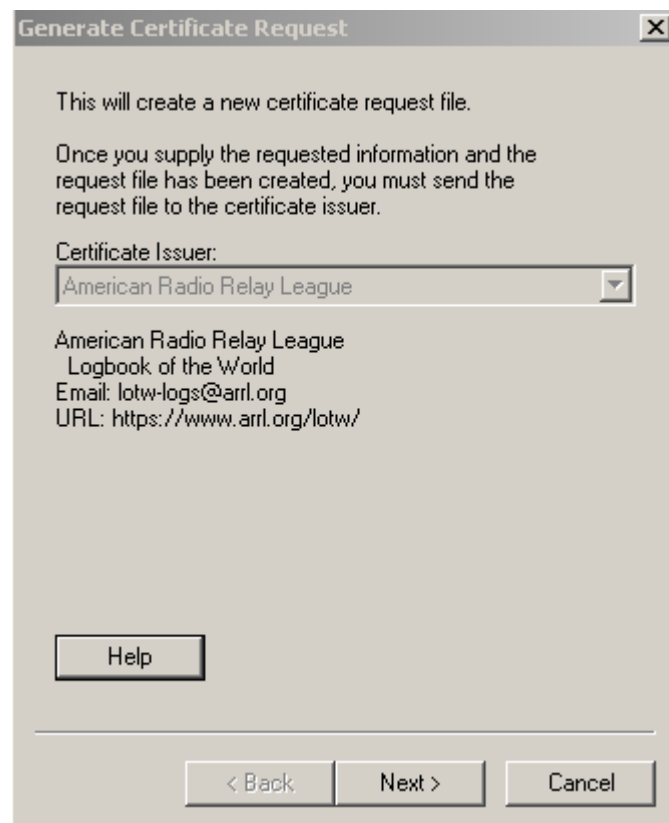 Generate Certificate Request
This will create a new certificate request file.
Once you supply the requested information and the
request file has been created, you must send the
request file to the certificate issuer.
Certificate Issuer:
American Radio Relay League
American Radio Relay League
Logbook of the World
Email: lotw-logs@arrl.org
URL: https://www.arrl.org/lotw/
Help
< Back
Next >
Cancel